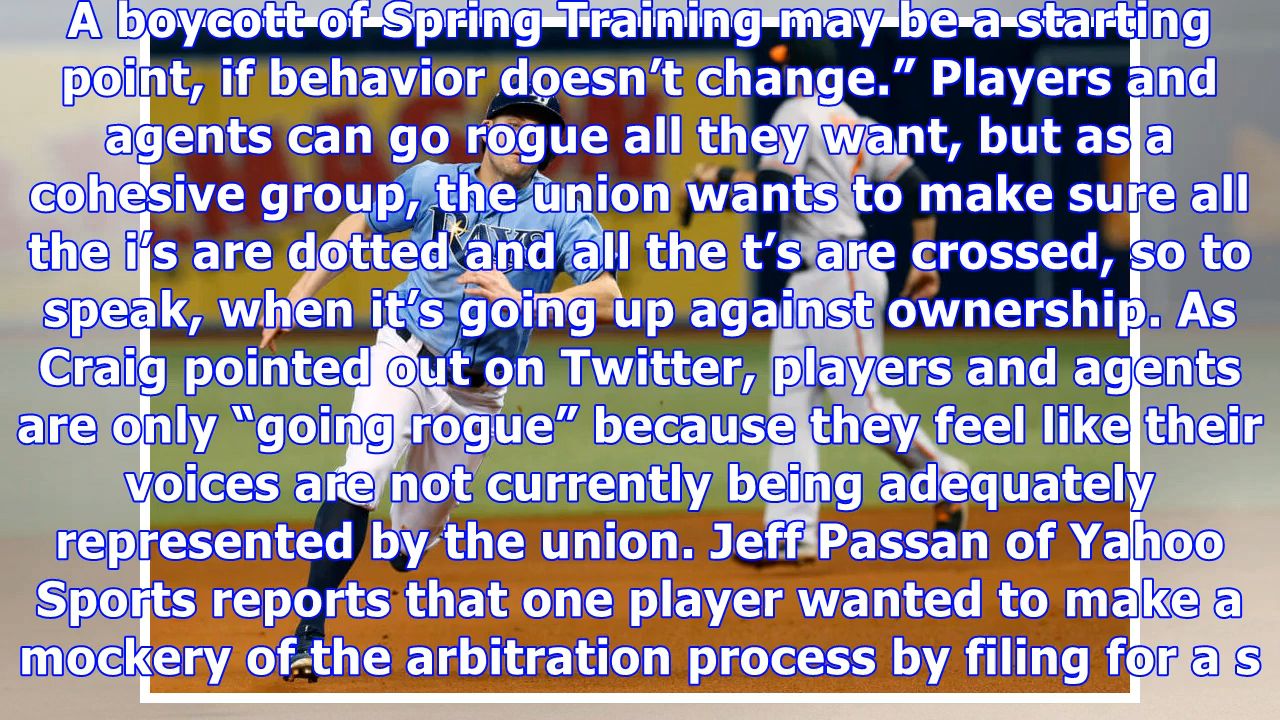 A boycott of Spring Training may be a starting
point, if behavior doesn’t change.” Players and
agents can go rogue all they want, but as a
cohesive group, the union wants to make sure all
the i’s are dotted and all the t’s are crossed, so to
speak, when it’s going up against ownership. As
Craig pointed out on Twitter, players and agents
are only “going rogue” because they feel like their
voices are not currently being adequately
represented by the union. Jeff Passan of Yahoo
Sports reports that one player wanted to make a
mockery of the arbitration process by filing for a s
RAYS